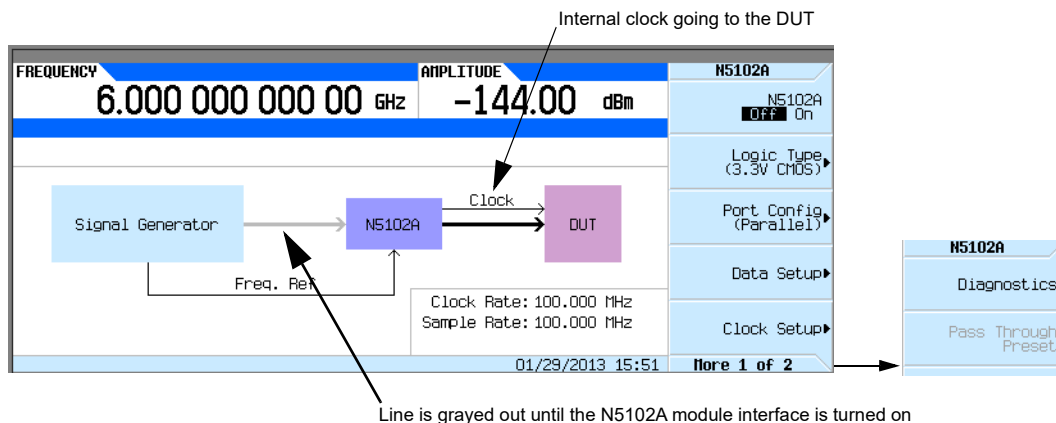 Internal clock going to the DUT
FREQUENCY
6.000 000 000 00 GHz
AMPLITUDE
-144.00 dBm
N5102A
N5102A
Off On
Logic Type
(3.3V CMOS)
Port Config
(Parallel)
Data Setup
Clock Setup
More 1 of 2
Signal Generator
N5102A
Clock
DUT
Freq. Ref
Clock Rate: 100.000 MHz
Sample Rate: 100.000 MHz
01/29/2013 15:51
N5102A
Diagnostics
Pass Through
Preset
Line is grayed out until the N5102A module interface is turned on